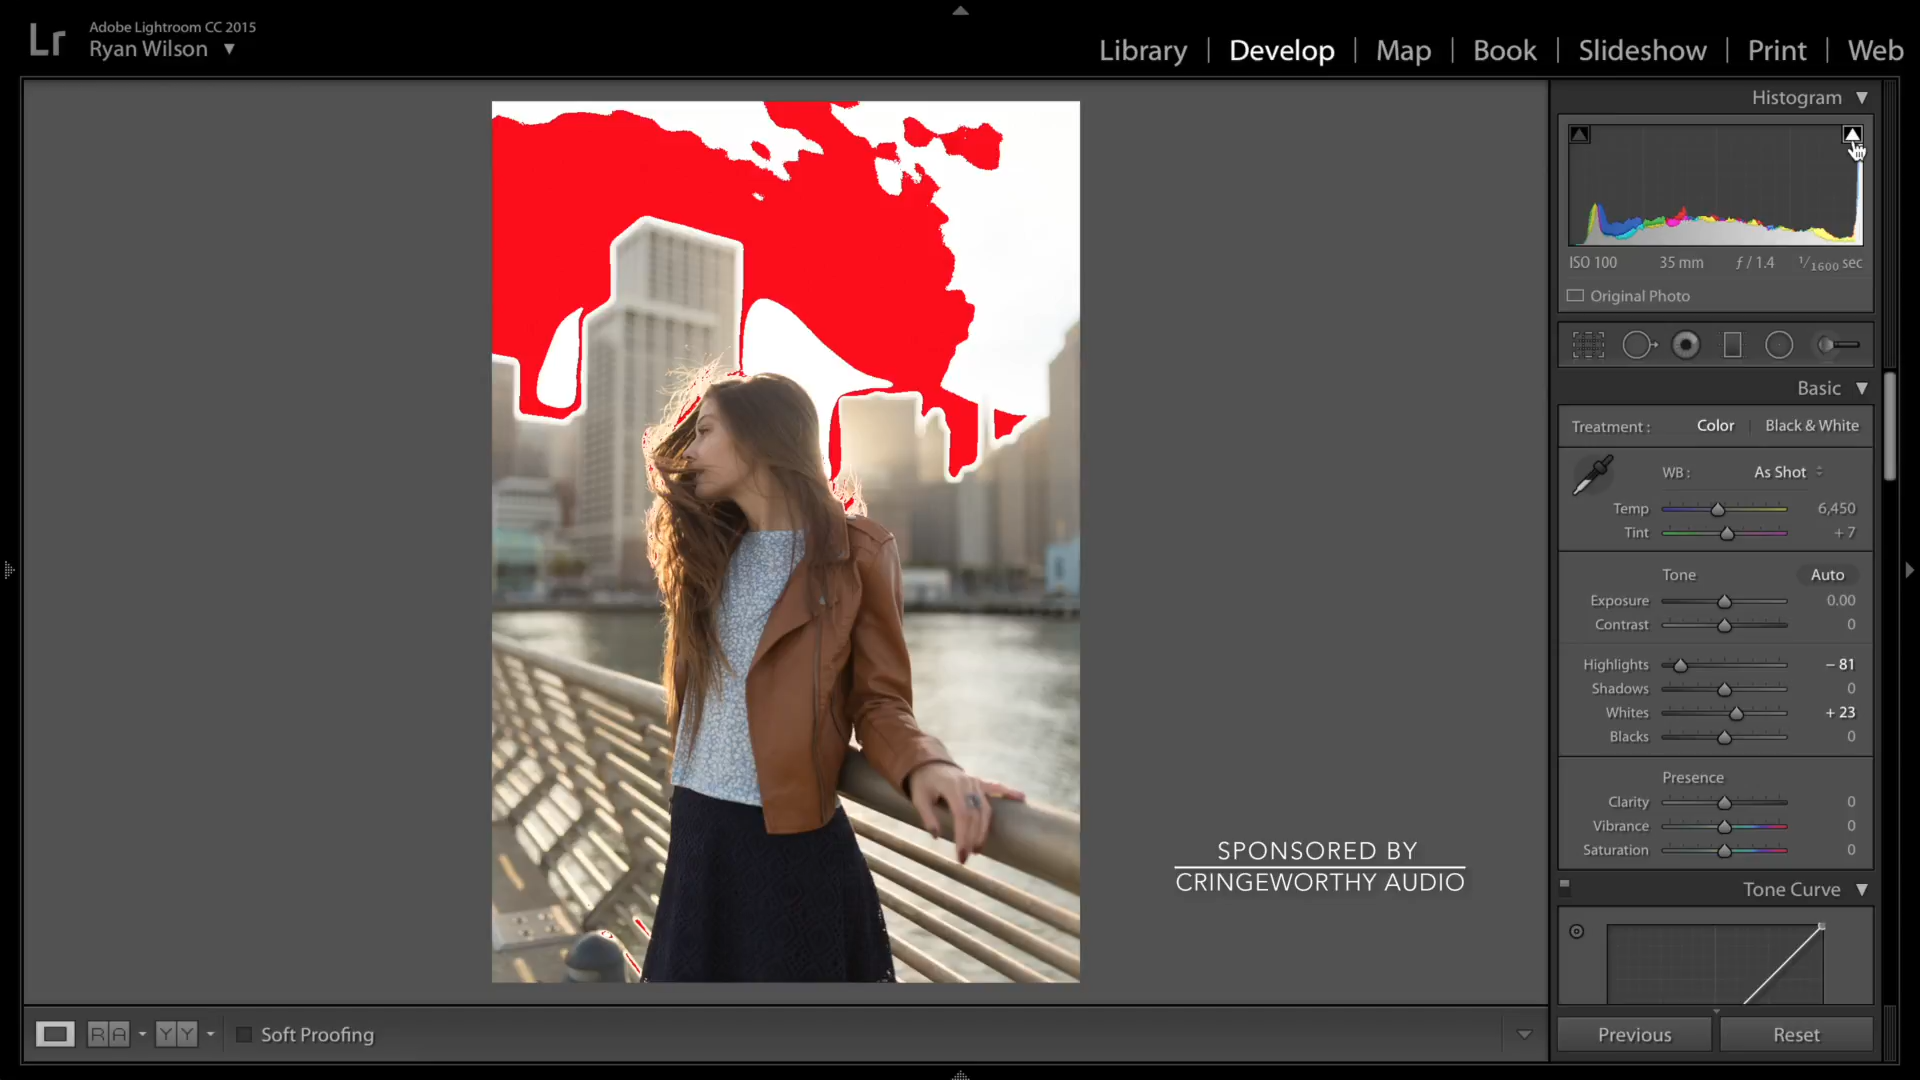 Lr
Adobe Lightroom CC 2015
Ryan Wilson
Library | Develop | Map | Book | Slideshow | Print | Web
Histogram
ISO 100 35 mm ƒ / 1.4 1/1600 sec
Original Photo
Basic
Treatment : Color Black & White
WB : As Shot
Temp 6,450
Tint + 7
Tone Auto
Exposure 0.00
Contrast 0
Highlights − 81
Shadows 0
Whites + 23
Blacks 0
Presence
Clarity 0
Vibrance 0
Saturation 0
SPONSORED BY
CRINGEWORTHY AUDIO
Tone Curve
R A Y Y Soft Proofing
Previous Reset